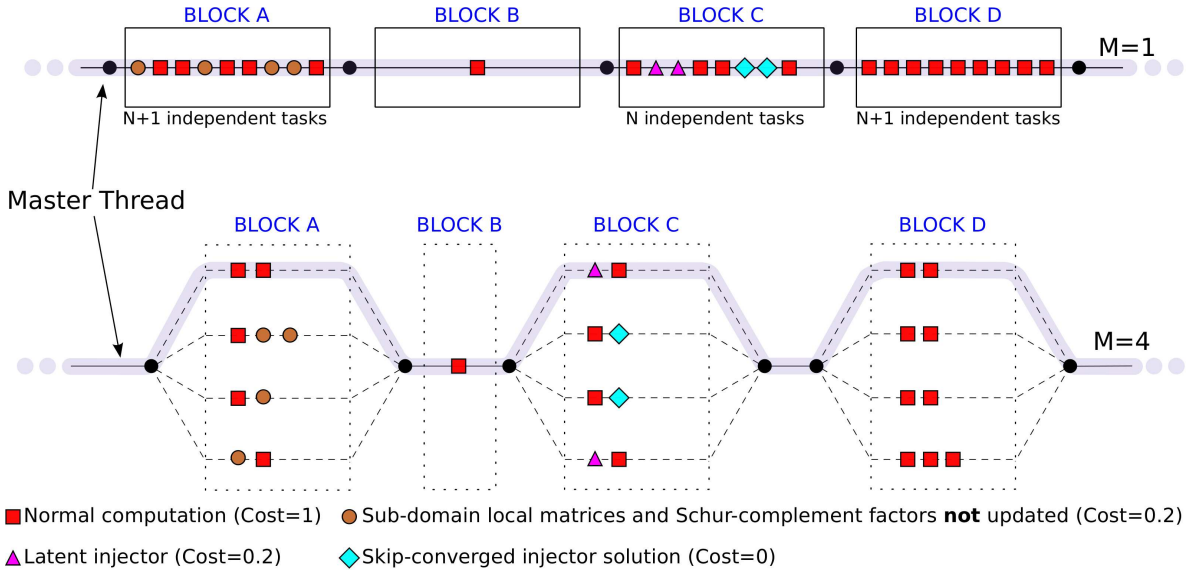 BLOCK A BLOCK B BLOCK C BLOCK D
M=1
N+1 independent tasks N independent tasks N+1 independent tasks
Master Thread
BLOCK A BLOCK B BLOCK C BLOCK D
M=4
Normal computation (Cost=1) Sub-domain local matrices and Schur-complement factors not updated (Cost=0.2)
Latent injector (Cost=0.2) Skip-converged injector solution (Cost=0)